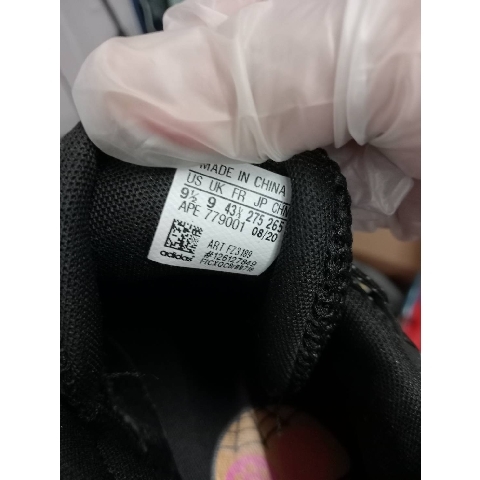 MADE IN CHINA
US UK FR JP CHN
9½ 9 43⅓ 275 265
APE 779001 08/20
ART FZ3189
adidas